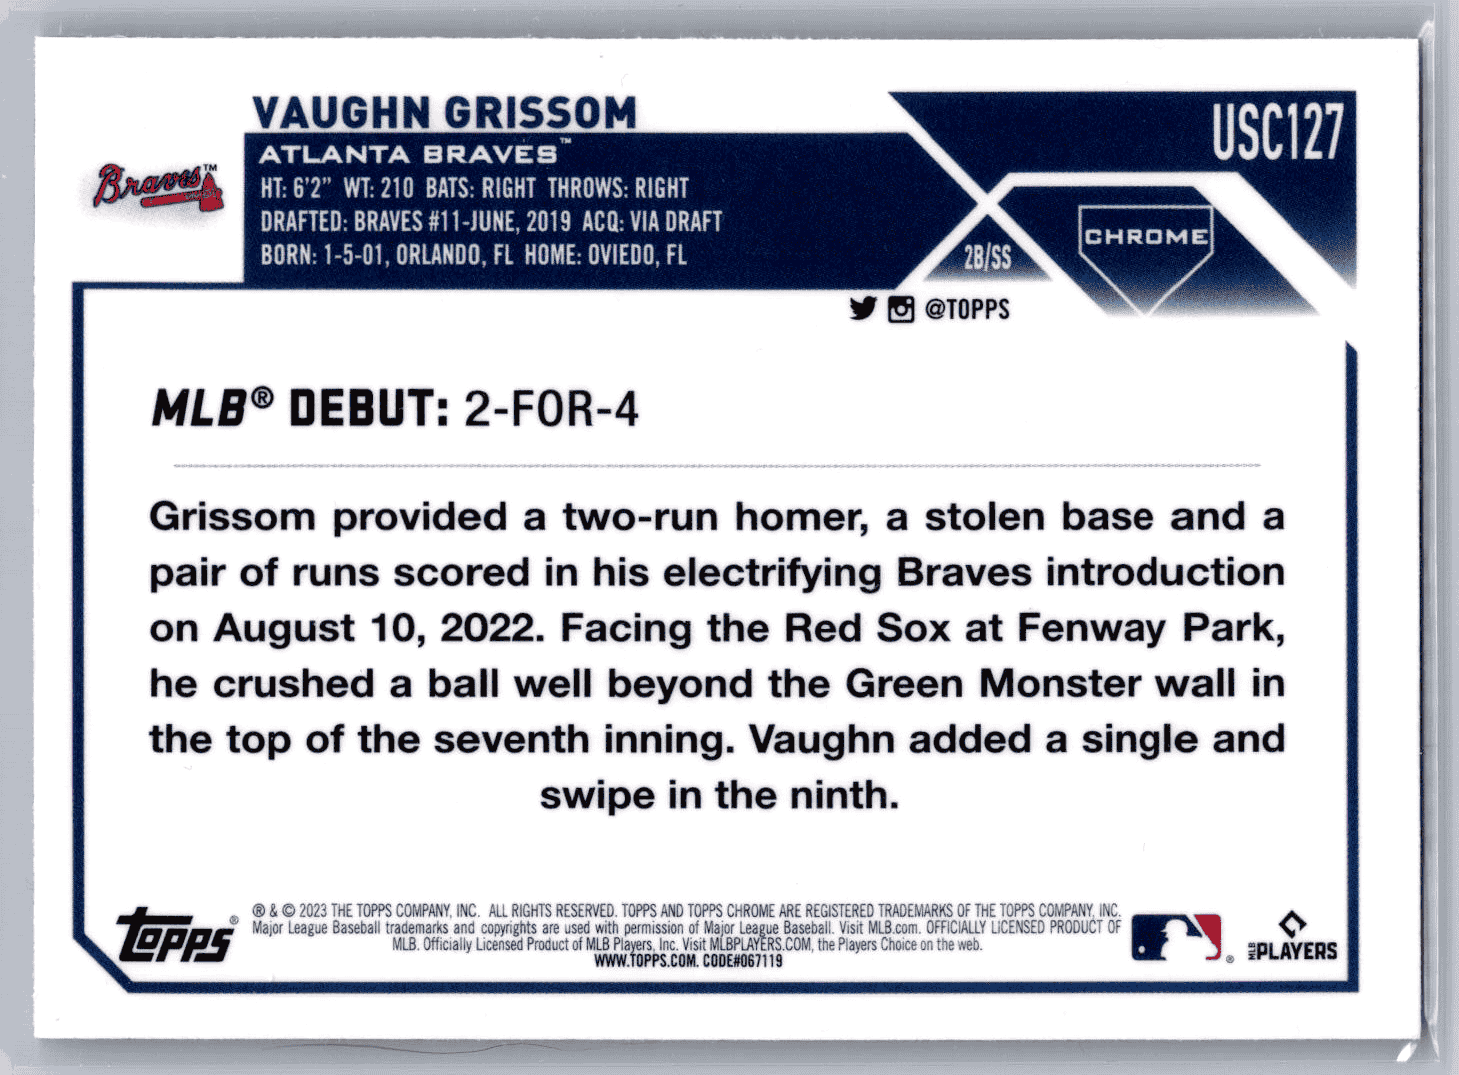 VAUGHN GRISSOM
USC127
Braves™
ATLANTA BRAVES™
HT: 6'2" WT: 210 BATS: RIGHT THROWS: RIGHT
DRAFTED: BRAVES #11-JUNE, 2019 ACQ: VIA DRAFT
BORN: 1-5-01, ORLANDO, FL HOME: OVIEDO, FL
2B/SS
CHROME
@TOPPS
MLB® DEBUT: 2-FOR-4
Grissom provided a two-run homer, a stolen base and a
pair of runs scored in his electrifying Braves introduction
on August 10, 2022. Facing the Red Sox at Fenway Park,
he crushed a ball well beyond the Green Monster wall in
the top of the seventh inning. Vaughn added a single and
swipe in the ninth.
Topps®
® & © 2023 THE TOPPS COMPANY, INC. ALL RIGHTS RESERVED. TOPPS AND TOPPS CHROME ARE REGISTERED TRADEMARKS OF THE TOPPS COMPANY, INC.
Major League Baseball trademarks and copyrights are used with permission of Major League Baseball. Visit MLB.com. OFFICIALLY LICENSED PRODUCT OF
MLB. Officially Licensed Product of MLB Players, Inc. Visit MLBPLAYERS.COM, the Players Choice on the web.
WWW.TOPPS.COM. CODE#067119
®
MLB PLAYERS